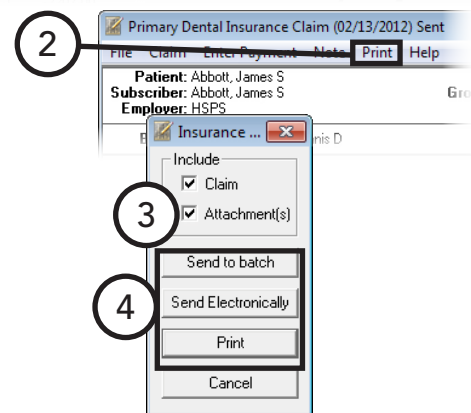 2
Primary Dental Insurance Claim (02/13/2012) Sent
File Claim Enter Payment Note Print Help
Patient: Abbott, James S
Subscriber: Abbott, James S
Employer: HSPS
Insurance ...
Include
Claim
3
Attachment(s)
Send to batch
4
Send Electronically
Print
Cancel